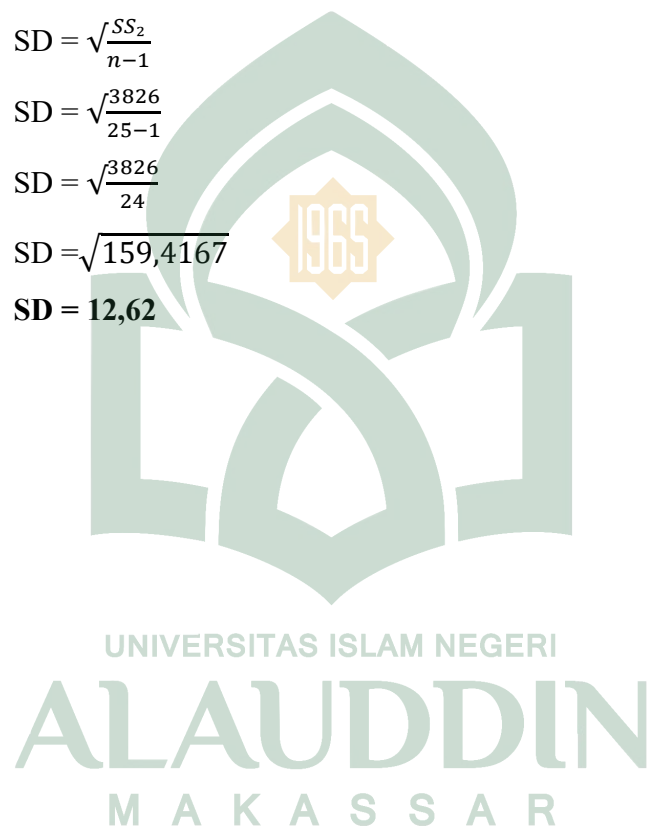 SD = √SS₂/n−1
SD = √3826/25−1
SD = √3826/24
SD =√159,4167
SD = 12,62
1965
UNIVERSITAS ISLAM NEGERI
ALAUDDIN
MAKASSAR